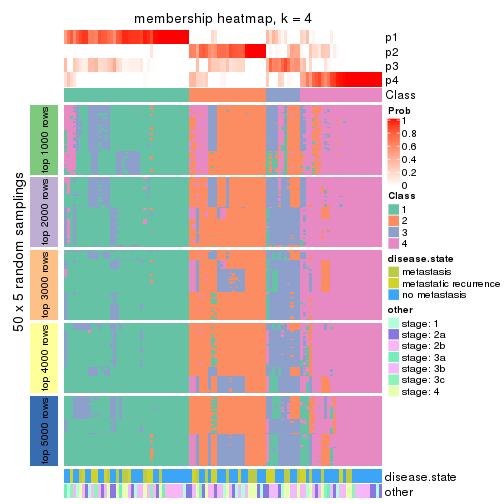 membership heatmap, k = 4
p1
p2
p3
p4
Class
50 x 5 random samplings
top 1000 rows
top 2000 rows
top 3000 rows
top 4000 rows
top 5000 rows
disease.state
other
Prob
1
0.8
0.6
0.4
0.2
0
Class
1
2
3
4
disease.state
metastasis
metastatic recurrence
no metastasis
other
stage: 1
stage: 2a
stage: 2b
stage: 3a
stage: 3b
stage: 3c
stage: 4